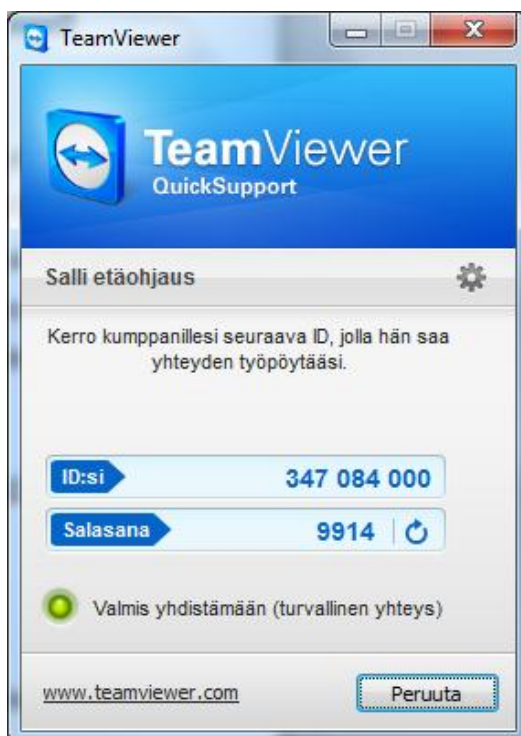 TeamViewer
TeamViewer
QuickSupport
Salli etäohjaus
Kerro kumppanillesi seuraava ID, jolla hän saa
yhteyden työpöytääsi.
ID:si 347 084 000
Salasana 9914
Valmis yhdistämään (turvallinen yhteys)
www.teamviewer.com Peruuta